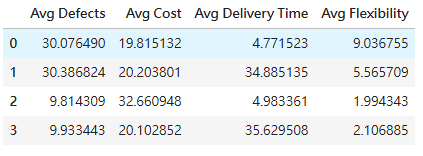 Avg Defects Avg Cost Avg Delivery Time Avg Flexibility
0 30.076490 19.815132 4.771523 9.036755
1 30.386824 20.203801 34.885135 5.565709
2 9.814309 32.660948 4.983361 1.994343
3 9.933443 20.102852 35.629508 2.106885